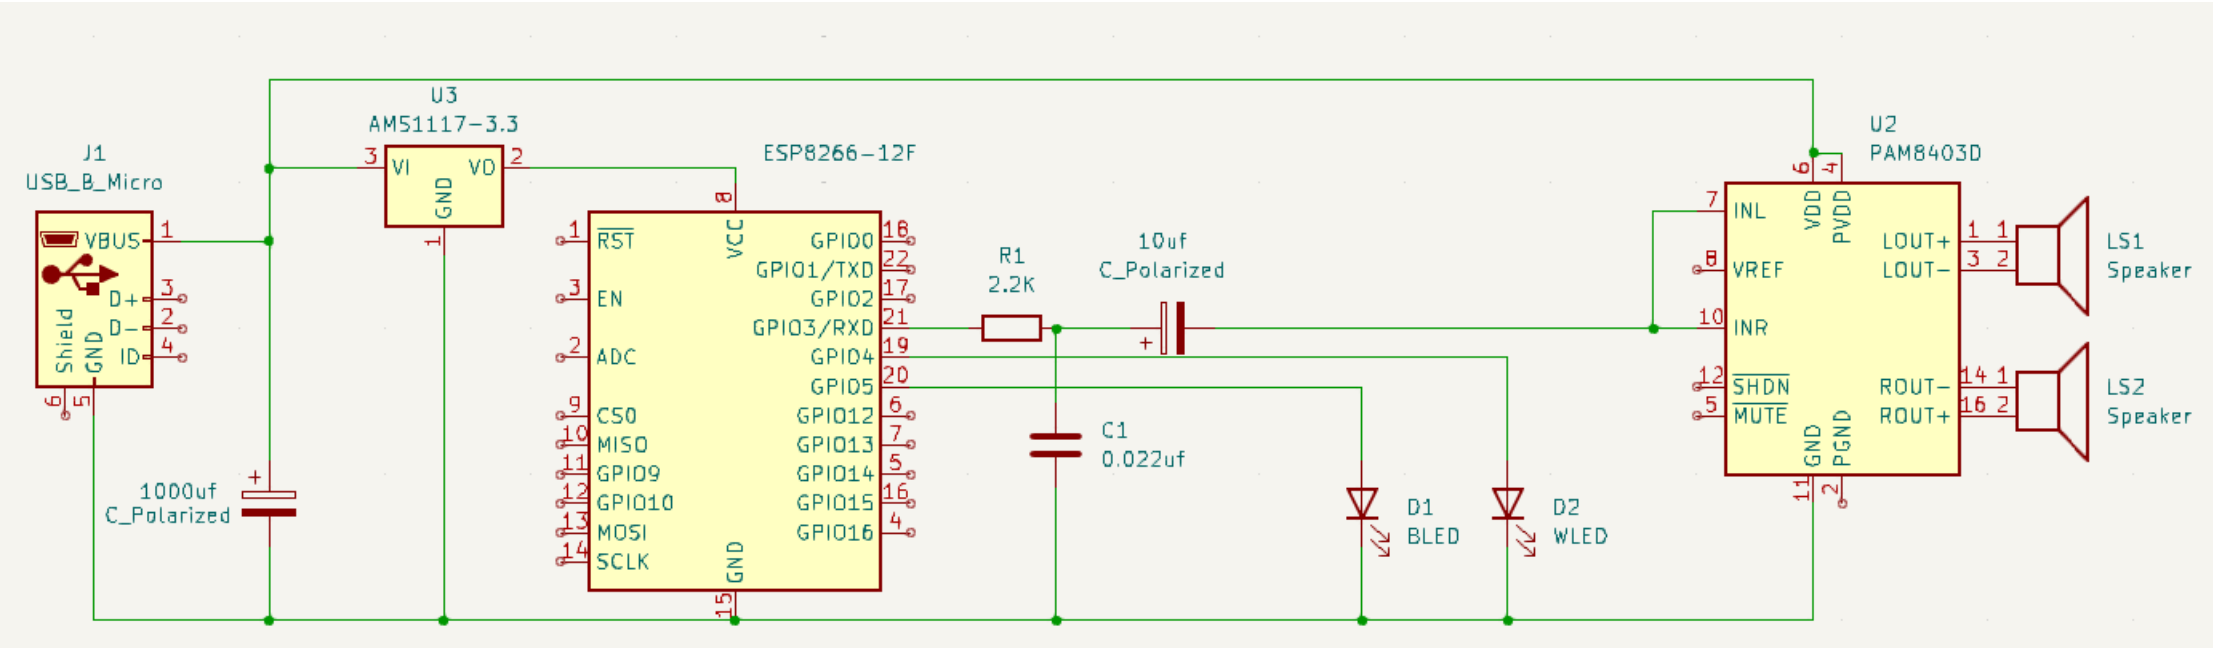 U3
AMS1117-3.3
J1
USB_B_Micro
VBUS 1
D+ 3
D- 2
ID 4
Shield
GND
6
5
1000uf
C_Polarized
+
3 VI
VO 2
GND
1
ESP8266-12F
8
VCC
1 RST
3 EN
2 ADC
9 CS0
10 MISO
11 GPIO9
12 GPIO10
13 MOSI
14 SCLK
GND
15
GPIO0 18
GPIO1/TXD 22
GPIO2 17
GPIO3/RXD 21
GPIO4 19
GPIO5 20
GPIO12 6
GPIO13 7
GPIO14 5
GPIO15 16
GPIO16 4
R1
2.2K
10uf
C_Polarized
+
C1
0.022uf
D1
BLED
D2
WLED
U2
PAM8403D
6
4
VDD
PVDD
7 INL
8 VREF
10 INR
12 SHDN
5 MUTE
GND
PGND
11
2
LOUT+ 1 1
LOUT- 3 2
ROUT- 14 1
ROUT+ 16 2
LS1
Speaker
LS2
Speaker